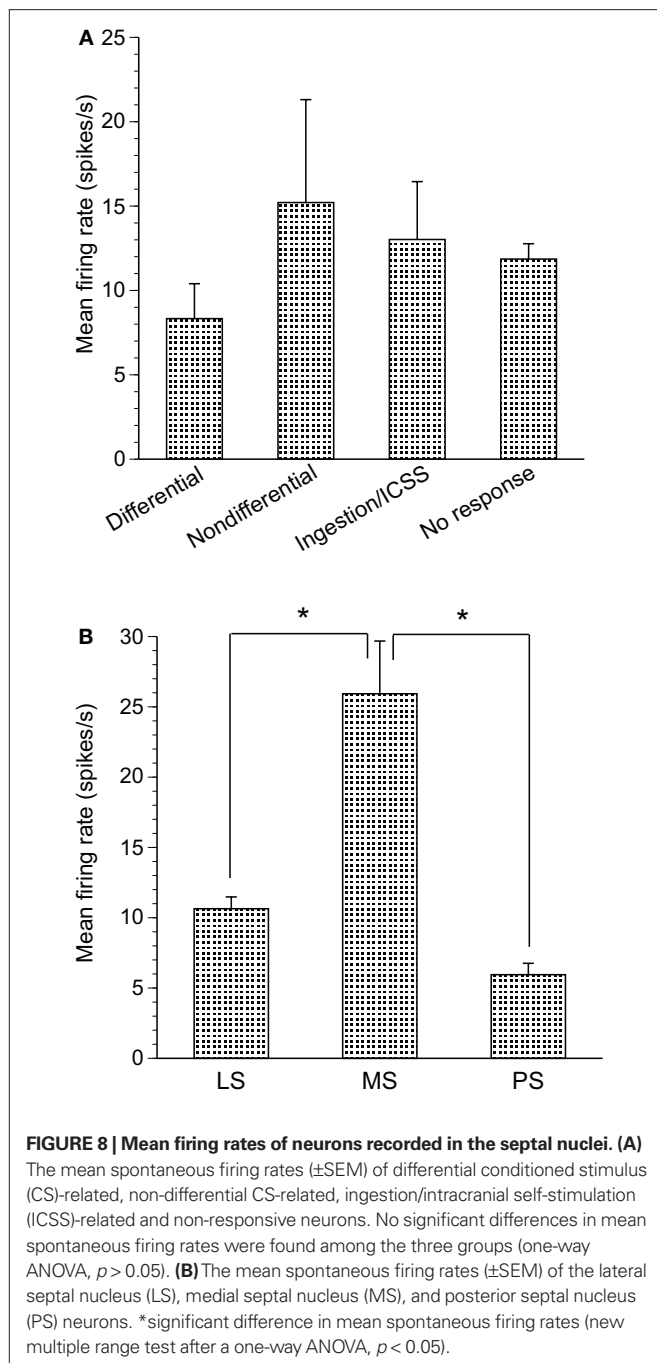 A
25
20
15
10
5
0
Mean firing rate (spikes/s)
Differential
Nondifferential
Ingestion/ICSS
No response
B
* *
30
25
20
15
10
5
0
Mean firing rate (spikes/s)
LS MS PS
FIGURE 8 | Mean firing rates of neurons recorded in the septal nuclei. (A)
The mean spontaneous firing rates (±SEM) of differential conditioned stimulus
(CS)-related, non-differential CS-related, ingestion/intracranial self-stimulation
(ICSS)-related and non-responsive neurons. No significant differences in mean
spontaneous firing rates were found among the three groups (one-way
ANOVA, p > 0.05). (B) The mean spontaneous firing rates (±SEM) of the lateral
septal nucleus (LS), medial septal nucleus (MS), and posterior septal nucleus
(PS) neurons. *significant difference in mean spontaneous firing rates (new
multiple range test after a one-way ANOVA, p < 0.05).